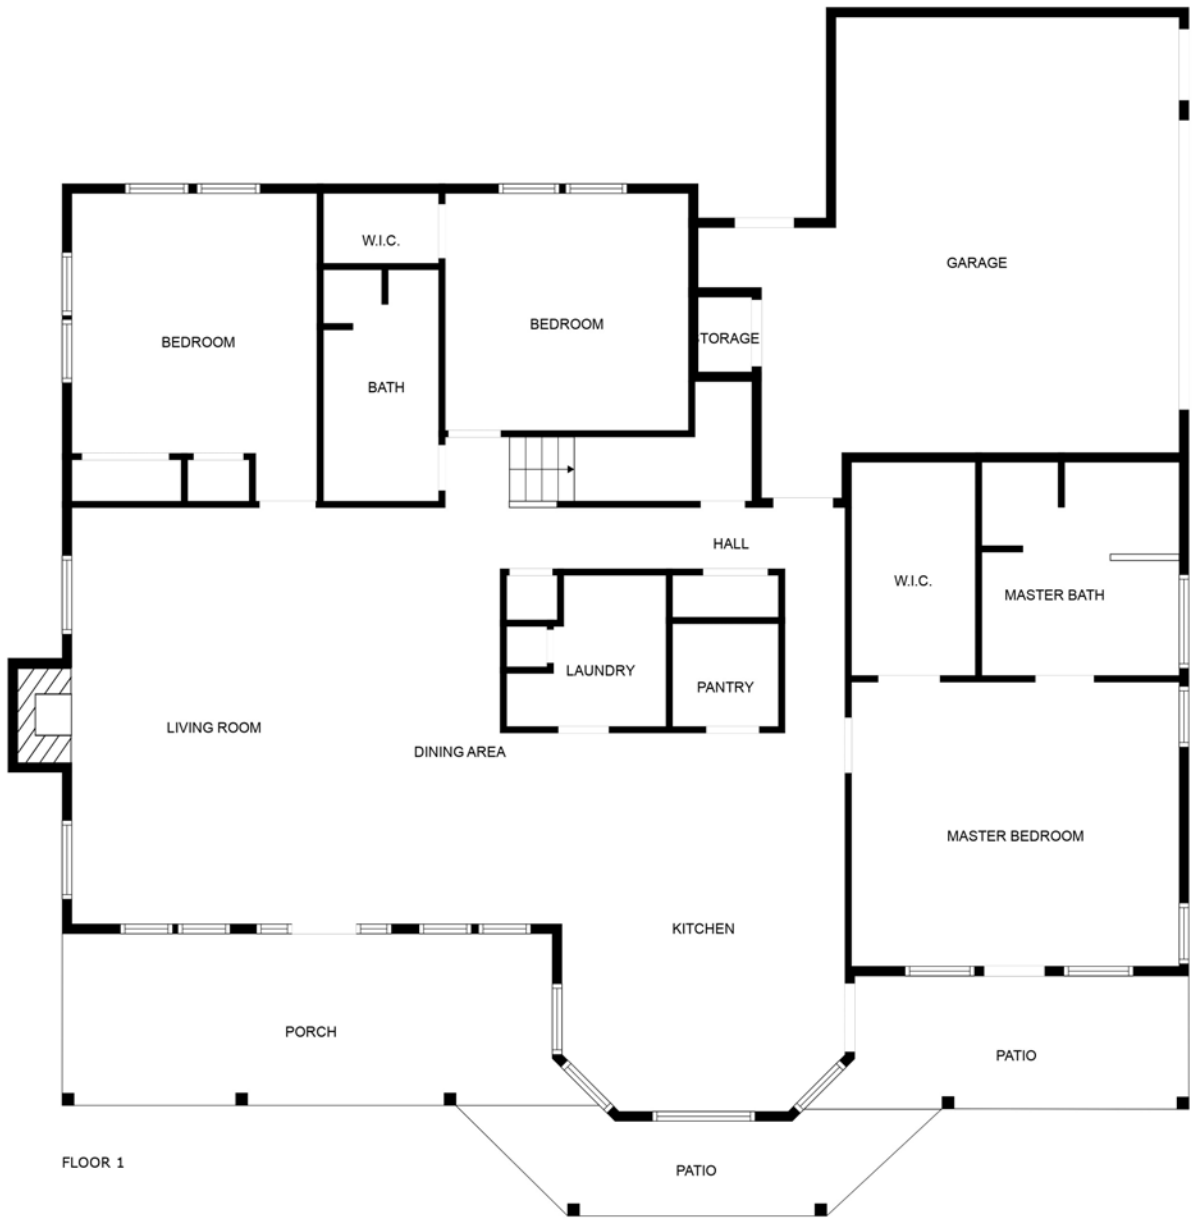 W.I.C.
GARAGE
BEDROOM
BEDROOM
TORAGE
BATH
HALL
W.I.C.
MASTER BATH
LAUNDRY
PANTRY
LIVING ROOM
DINING AREA
MASTER BEDROOM
KITCHEN
PORCH
PATIO
FLOOR 1
PATIO